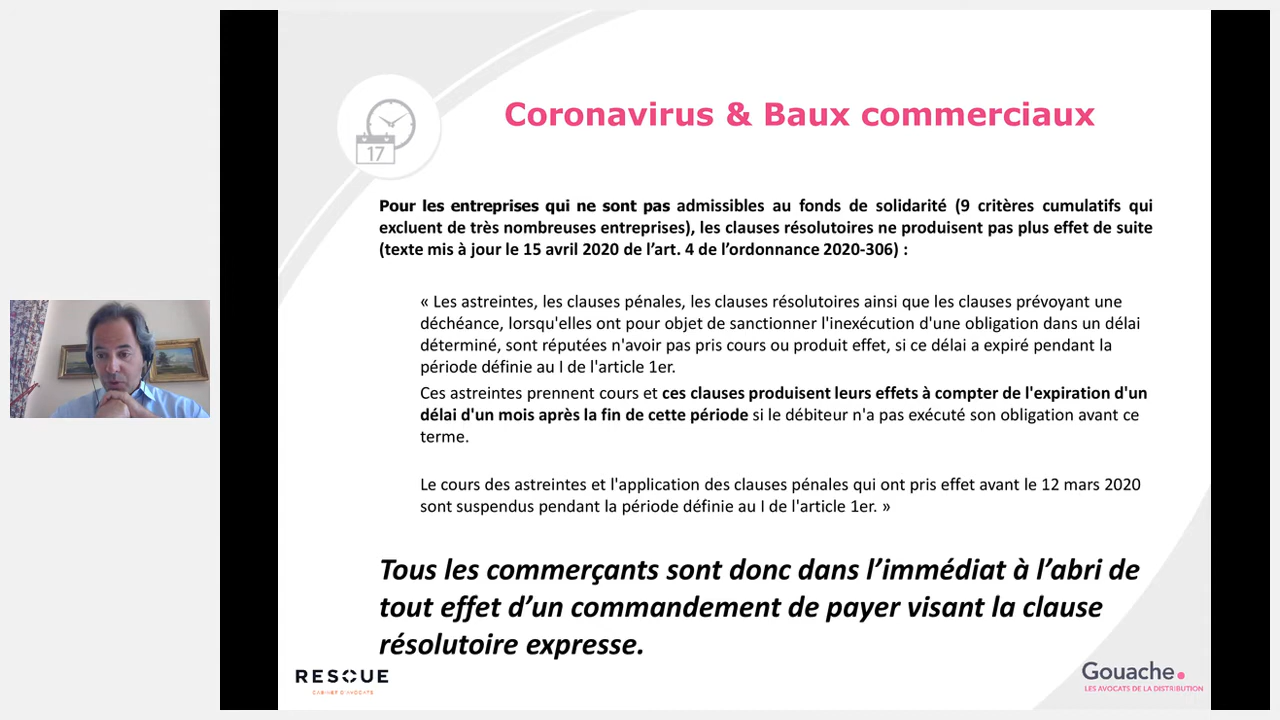 Coronavirus & Baux commerciaux
17
Pour les entreprises qui ne sont pas admissibles au fonds de solidarité (9 critères cumulatifs qui
excluent de très nombreuses entreprises), les clauses résolutoires ne produisent pas plus effet de suite
(texte mis à jour le 15 avril 2020 de l’art. 4 de l’ordonnance 2020-306) :
« Les astreintes, les clauses pénales, les clauses résolutoires ainsi que les clauses prévoyant une
déchéance, lorsqu'elles ont pour objet de sanctionner l'inexécution d'une obligation dans un délai
déterminé, sont réputées n'avoir pas pris cours ou produit effet, si ce délai a expiré pendant la
période définie au I de l'article 1er.
Ces astreintes prennent cours et ces clauses produisent leurs effets à compter de l'expiration d'un
délai d'un mois après la fin de cette période si le débiteur n'a pas exécuté son obligation avant ce
terme.
Le cours des astreintes et l'application des clauses pénales qui ont pris effet avant le 12 mars 2020
sont suspendus pendant la période définie au I de l'article 1er. »
Tous les commerçants sont donc dans l’immédiat à l’abri de
tout effet d’un commandement de payer visant la clause
résolutoire expresse.
RESCUE
CABINET D'AVOCATS
Gouache.
LES AVOCATS DE LA DISTRIBUTION